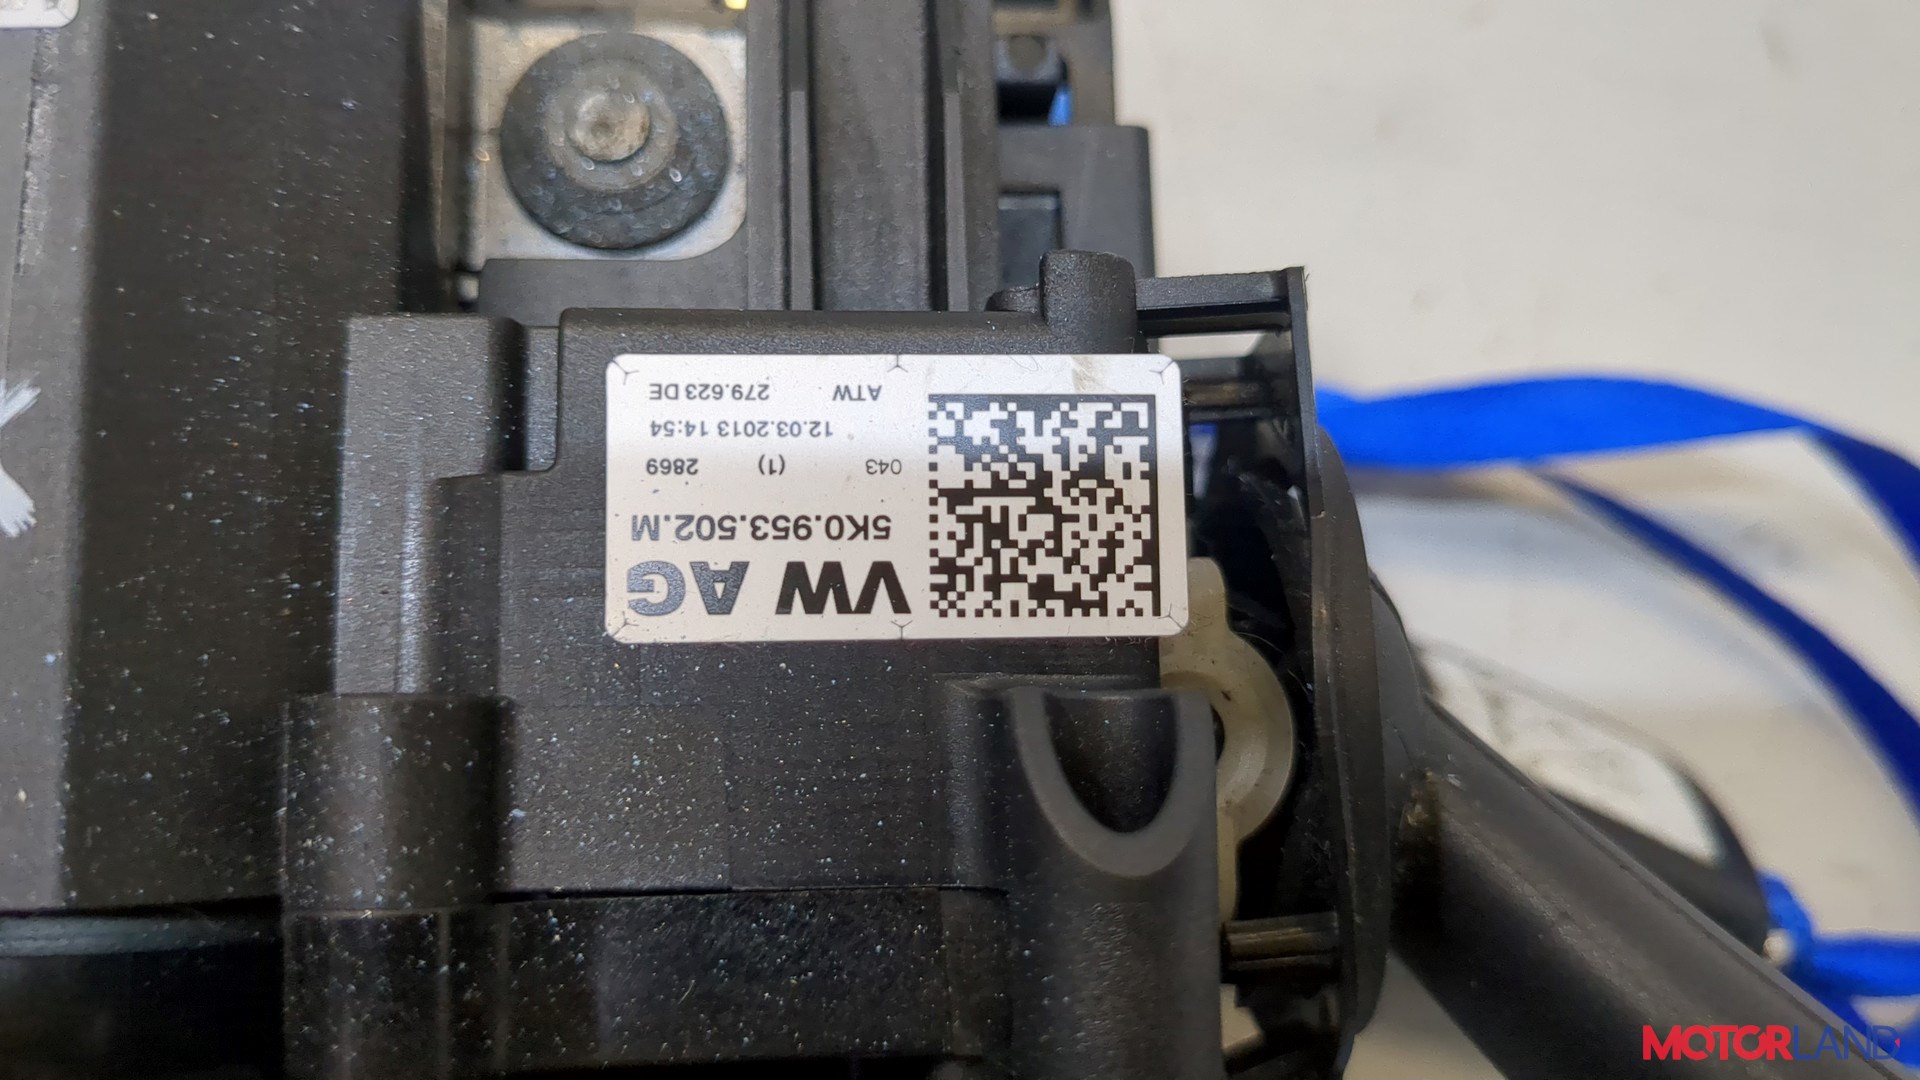 VW AG
5K0.953.502.M
043 (1) 2869
12.03.2013 14:54
ATW 279.623 DE
MOTORLAND